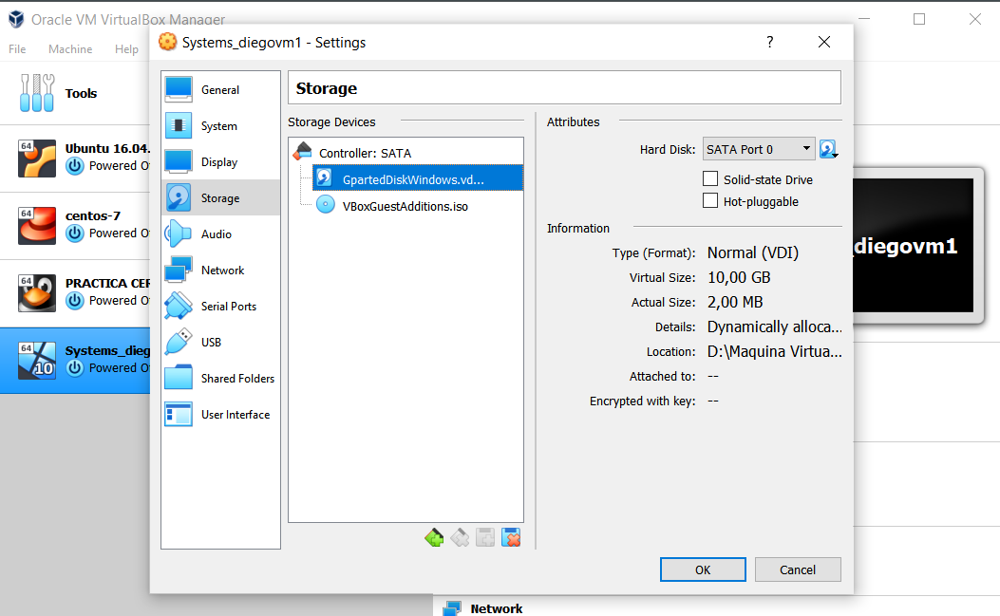 Oracle VM VirtualBox Manager
File Machine Help
Tools
64
Ubuntu 16.04.
Powered O
64
centos-7
Powered O
64
PRACTICA CEF
Powered O
64
10
Systems_dieg
Powered O
Systems_diegovm1 - Settings
?
General
System
Display
Storage
Audio
Network
Serial Ports
USB
Shared Folders
User Interface
Storage
Storage Devices
Controller: SATA
GpartedDiskWindows.vd...
VBoxGuestAdditions.iso
Attributes
Hard Disk: SATA Port 0
Solid-state Drive
Hot-pluggable
Information
Type (Format): Normal (VDI)
Virtual Size: 10,00 GB
Actual Size: 2,00 MB
Details: Dynamically alloca...
Location: D:\Maquina Virtua...
Attached to: --
Encrypted with key: --
OK Cancel
_diegovm1
Network